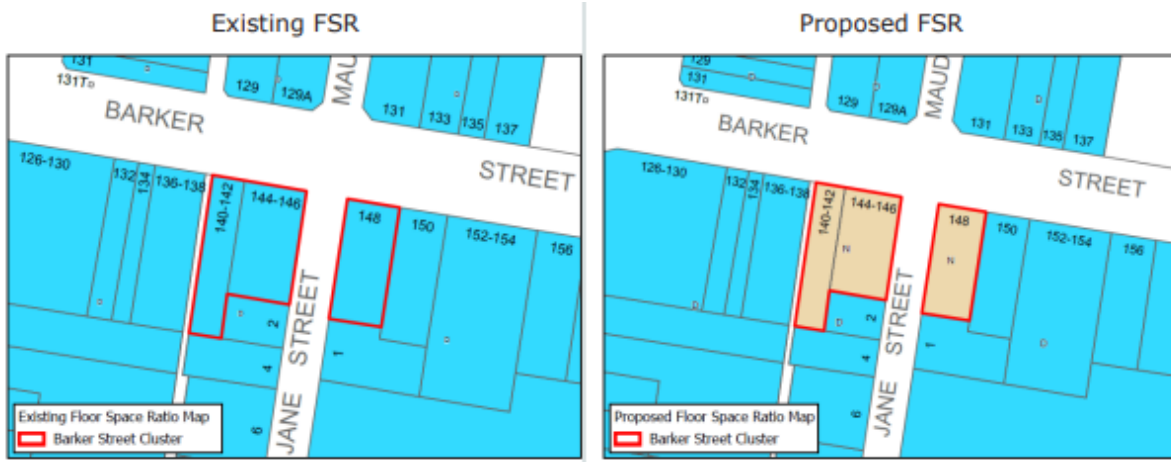 Existing FSR
131
131T
D
129
129A
D
MAU
131
133
135
137
D
BARKER
STREET
126-130
132
134
136-138
140-142
144-146
148
150
152-154
156
D
D
2
4
6
1
D
JANE STREET
Existing Floor Space Ratio Map
Barker Street Cluster
Proposed FSR
129
131
131T
D
129
129A
D
MAUD
131
133
135
137
D
BARKER
STREET
126-130
132
134
136-138
140-142
144-146
N
148
N
150
152-154
156
D
D
2
4
6
1
D
JANE STREET
Proposed Floor Space Ratio Map
Barker Street Cluster